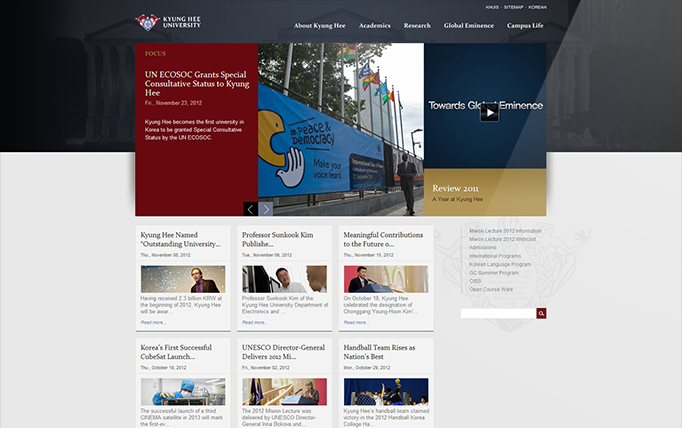 KHUIS · SITEMAP · KOREAN
KYUNG HEE
UNIVERSITY
About Kyung Hee
Academics
Research
Global Eminence
Campus Life
FOCUS
UN ECOSOC Grants Special
Consultative Status to Kyung
Hee
Fri., November 23, 2012
Kyung Hee becomes the first university in
Korea to be granted Special Consultative
Status by the UN ECOSOC.
Peace &
Democracy
Make your
voice heard.
International Day of
Towards Global Eminence
Review 2011
A Year at Kyung Hee
Kyung Hee Named
"Outstanding University...
Thu., November 08, 2012
Having received 2.3 billion KRW at
the beginning of 2012, Kyung Hee
will be awar...
Read more...
Professor Sunkook Kim
Publishe...
Tue., November 06, 2012
Professor Sunkook Kim of the
Kyung Hee University Department of
Electronics and ...
Read more...
Meaningful Contributions
to the Future o...
Thu., November 15, 2012
On October 18, Kyung Hee
celebrated the designation of
Chonggang Young-Hoon Kim'...
Read more...
Miwon Lecture 2012 Information
Miwon Lecture 2012 Webcast
Admissions
International Programs
Korean Language Program
GC Summer Program
CIES
Open Course Ware
Korea's First Successful
CubeSat Launch...
Thu., October 18, 2012
The successful launch of a third
CINEMA satellite in 2013 will mark
the first-ev...
UNESCO Director-General
Delivers 2012 Mi...
Fri., November 02, 2012
The 2012 Miwon Lecture was
delivered by UNESCO Director-
General Irina Bokova und...
Handball Team Rises as
Nation's Best
Mon., October 29, 2012
Kyung Hee's handball team claimed
victory in the 2012 Handball Korea
College Ha...